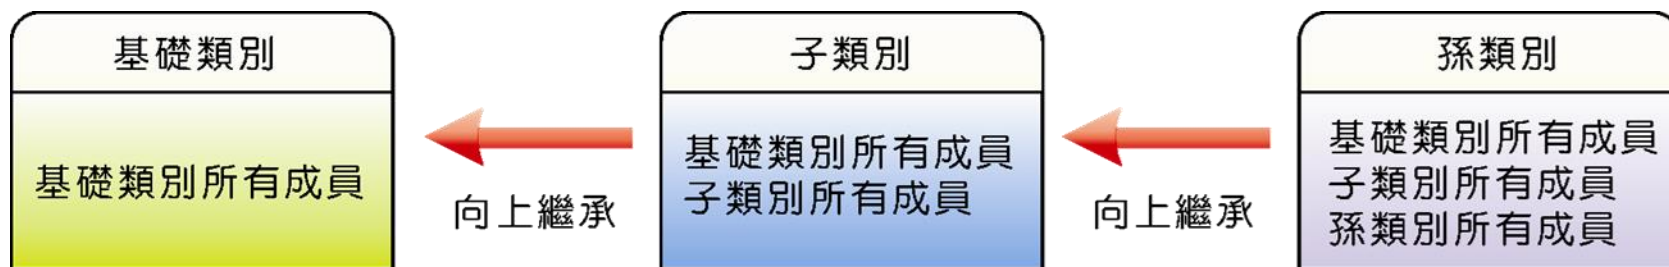 基礎類別
基礎類別所有成員
向上繼承
子類別
基礎類別所有成員
子類別所有成員
向上繼承
孫類別
基礎類別所有成員
子類別所有成員
孫類別所有成員